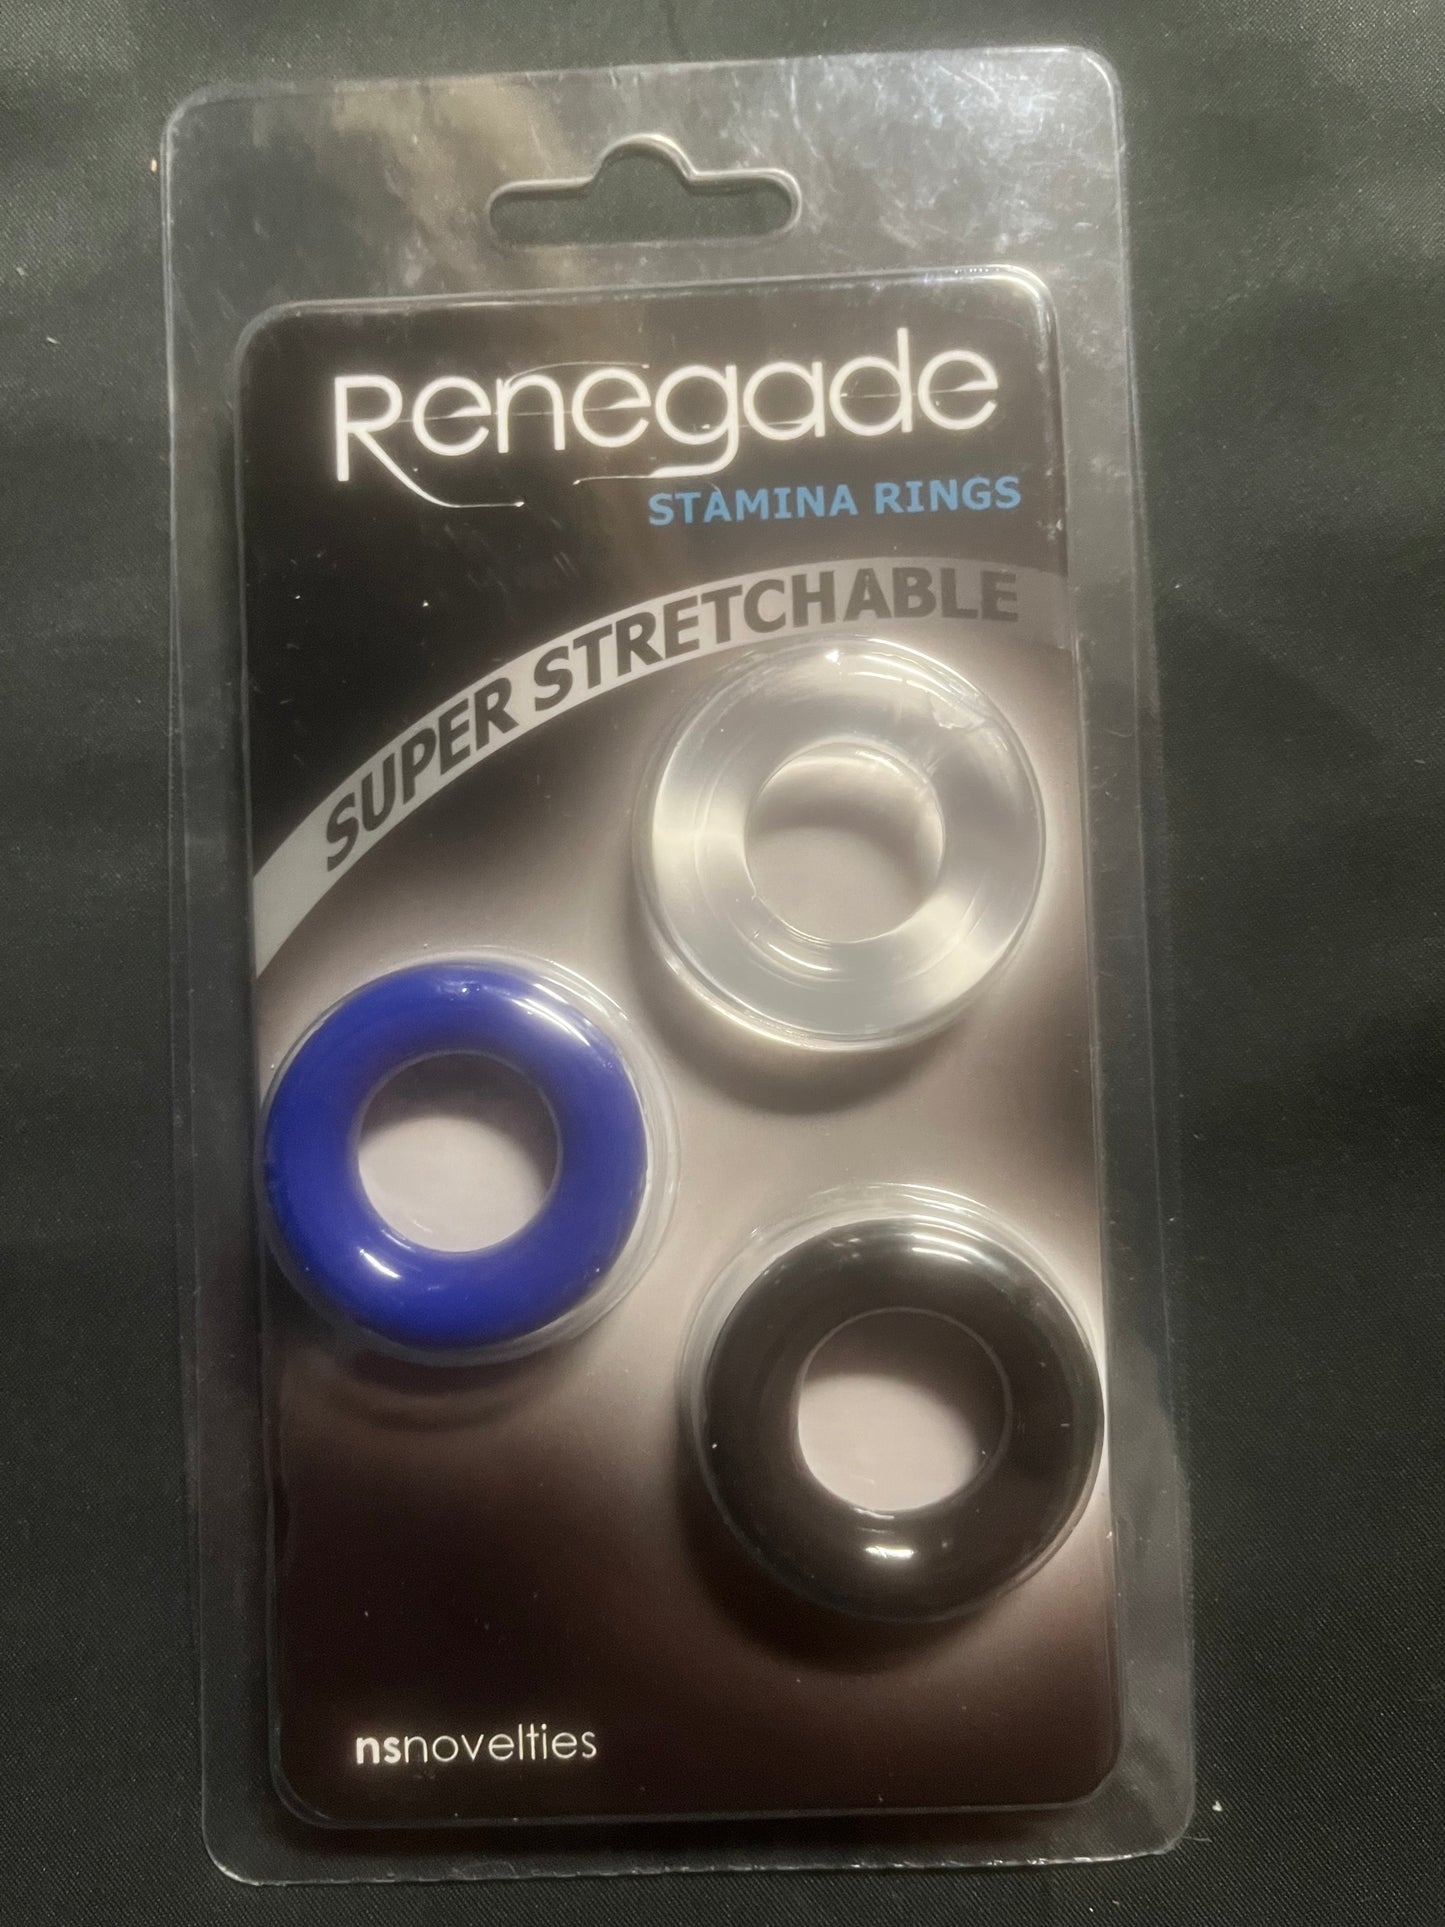 Renegade
STAMINA RINGS
SUPER STRETCHABLE
nsnovelties